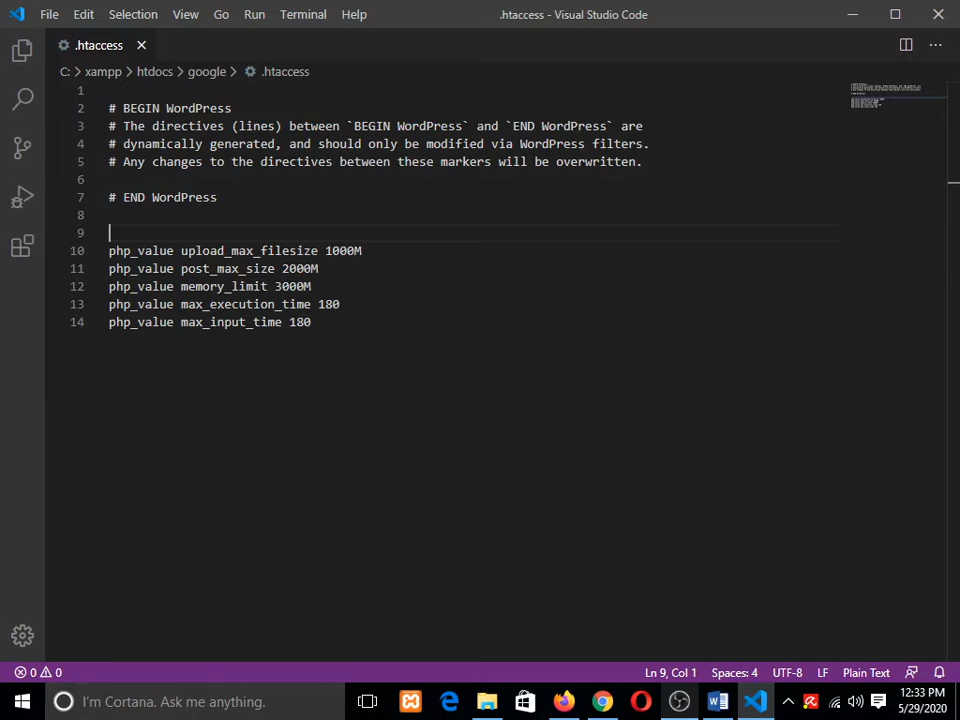 File Edit Selection View Go Run Terminal Help .htaccess - Visual Studio Code
.htaccess
C: xampp htdocs google .htaccess
1
2 # BEGIN WordPress
3 # The directives (lines) between `BEGIN WordPress` and `END WordPress` are
4 # dynamically generated, and should only be modified via WordPress filters.
5 # Any changes to the directives between these markers will be overwritten.
6
7 # END WordPress
8
9
10 php_value upload_max_filesize 1000M
11 php_value post_max_size 2000M
12 php_value memory_limit 3000M
13 php_value max_execution_time 180
14 php_value max_input_time 180
0 0 Ln 9, Col 1 Spaces: 4 UTF-8 LF Plain Text
I'm Cortana. Ask me anything. 12:33 PM
5/29/2020